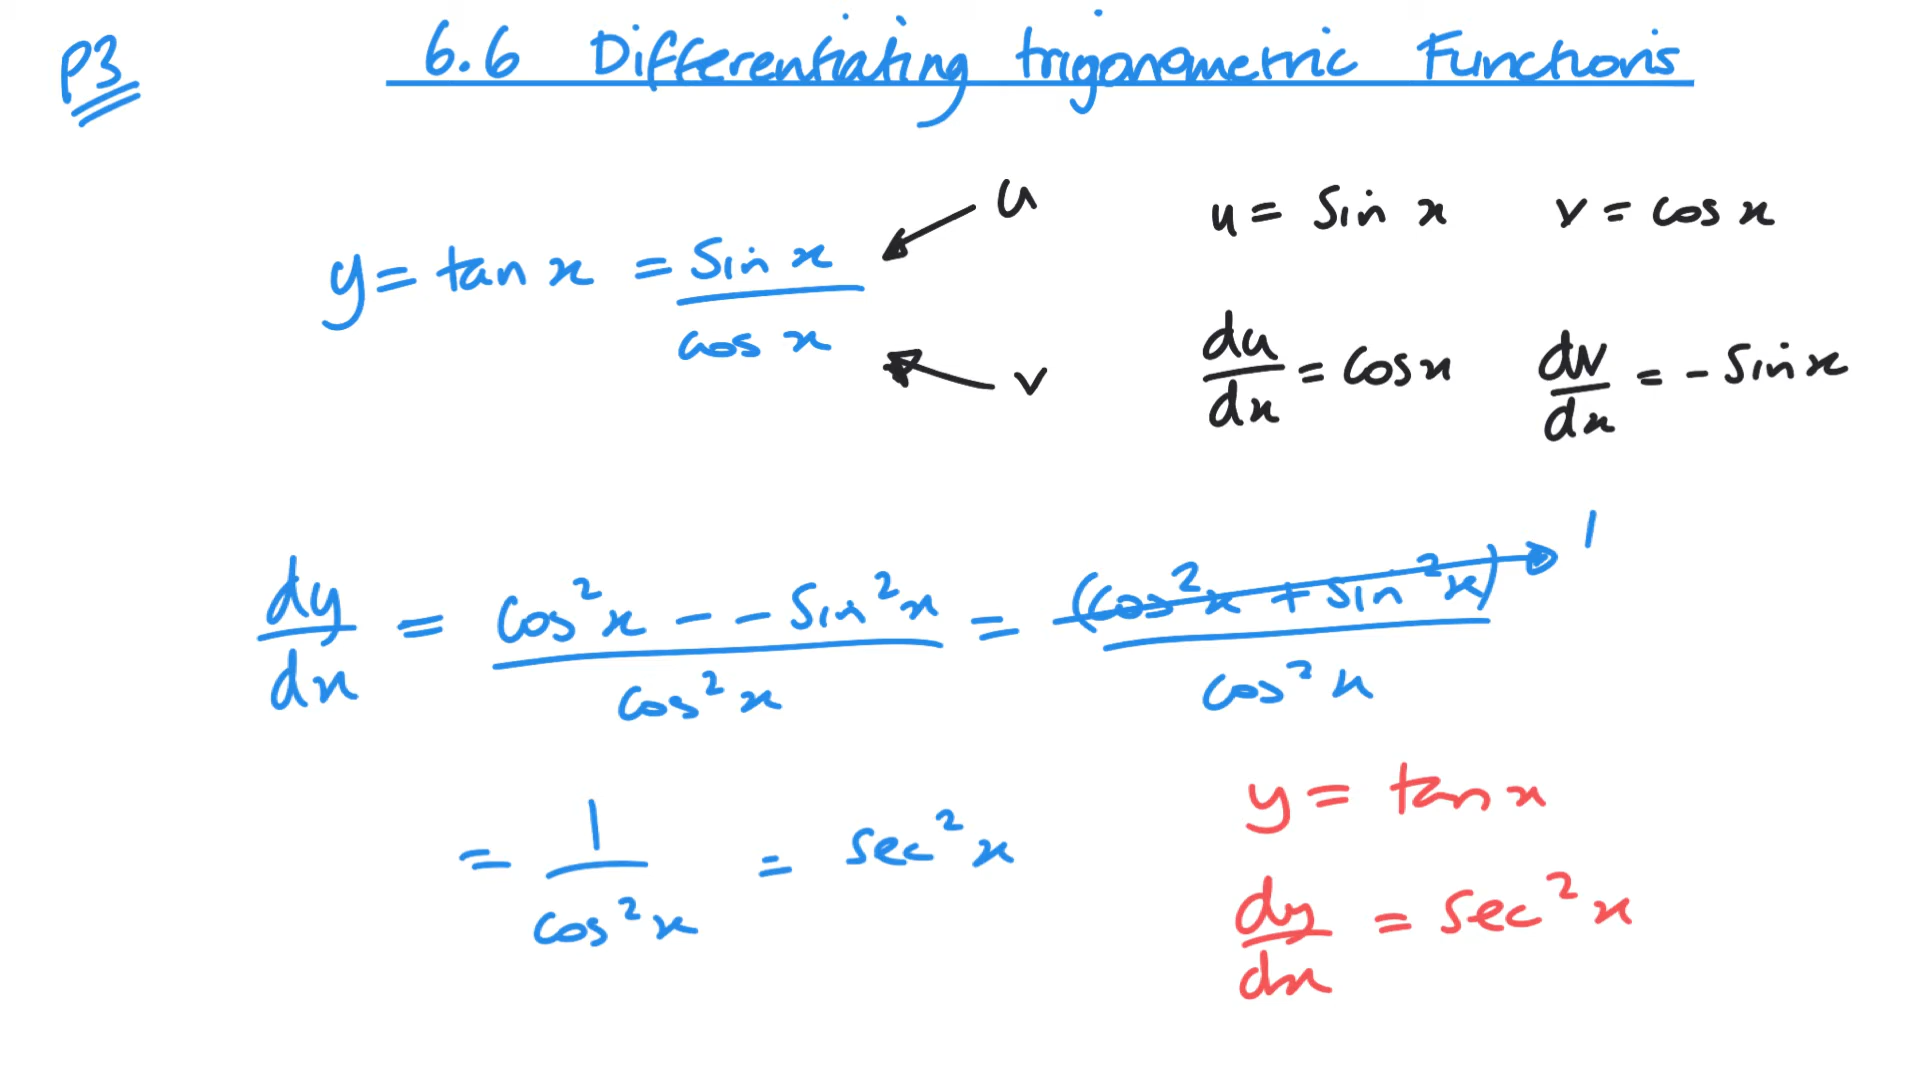 P3 6.6 Differentiating trigonometric Functions
y = tan x = sin x / cos x
u
v
u = sin x v = cos x
du/dx = cos x dv/dx = - sin x
dy/dx = cos²x - - sin²x / cos²x = (cos²x + sin²x) / cos²x 1
= 1 / cos²x = sec²x
y = tan x
dy/dx = sec²x